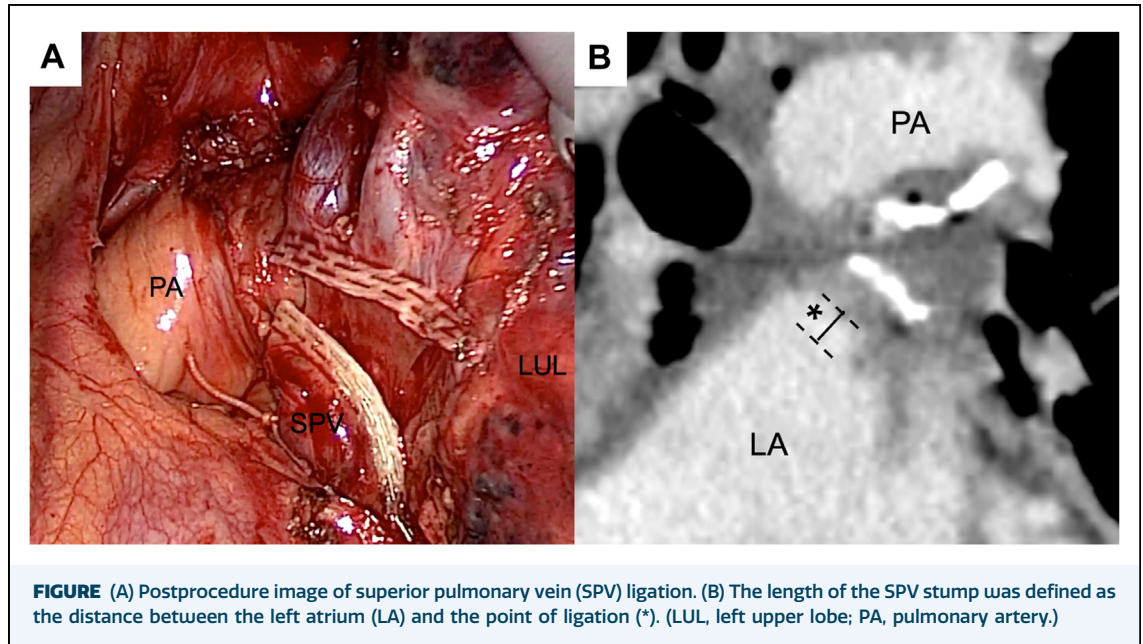 A
B
PA
PA
LUL
SPV
*
LA
FIGURE (A) Postprocedure image of superior pulmonary vein (SPV) ligation. (B) The length of the SPV stump was defined as
the distance between the left atrium (LA) and the point of ligation (*). (LUL, left upper lobe; PA, pulmonary artery.)